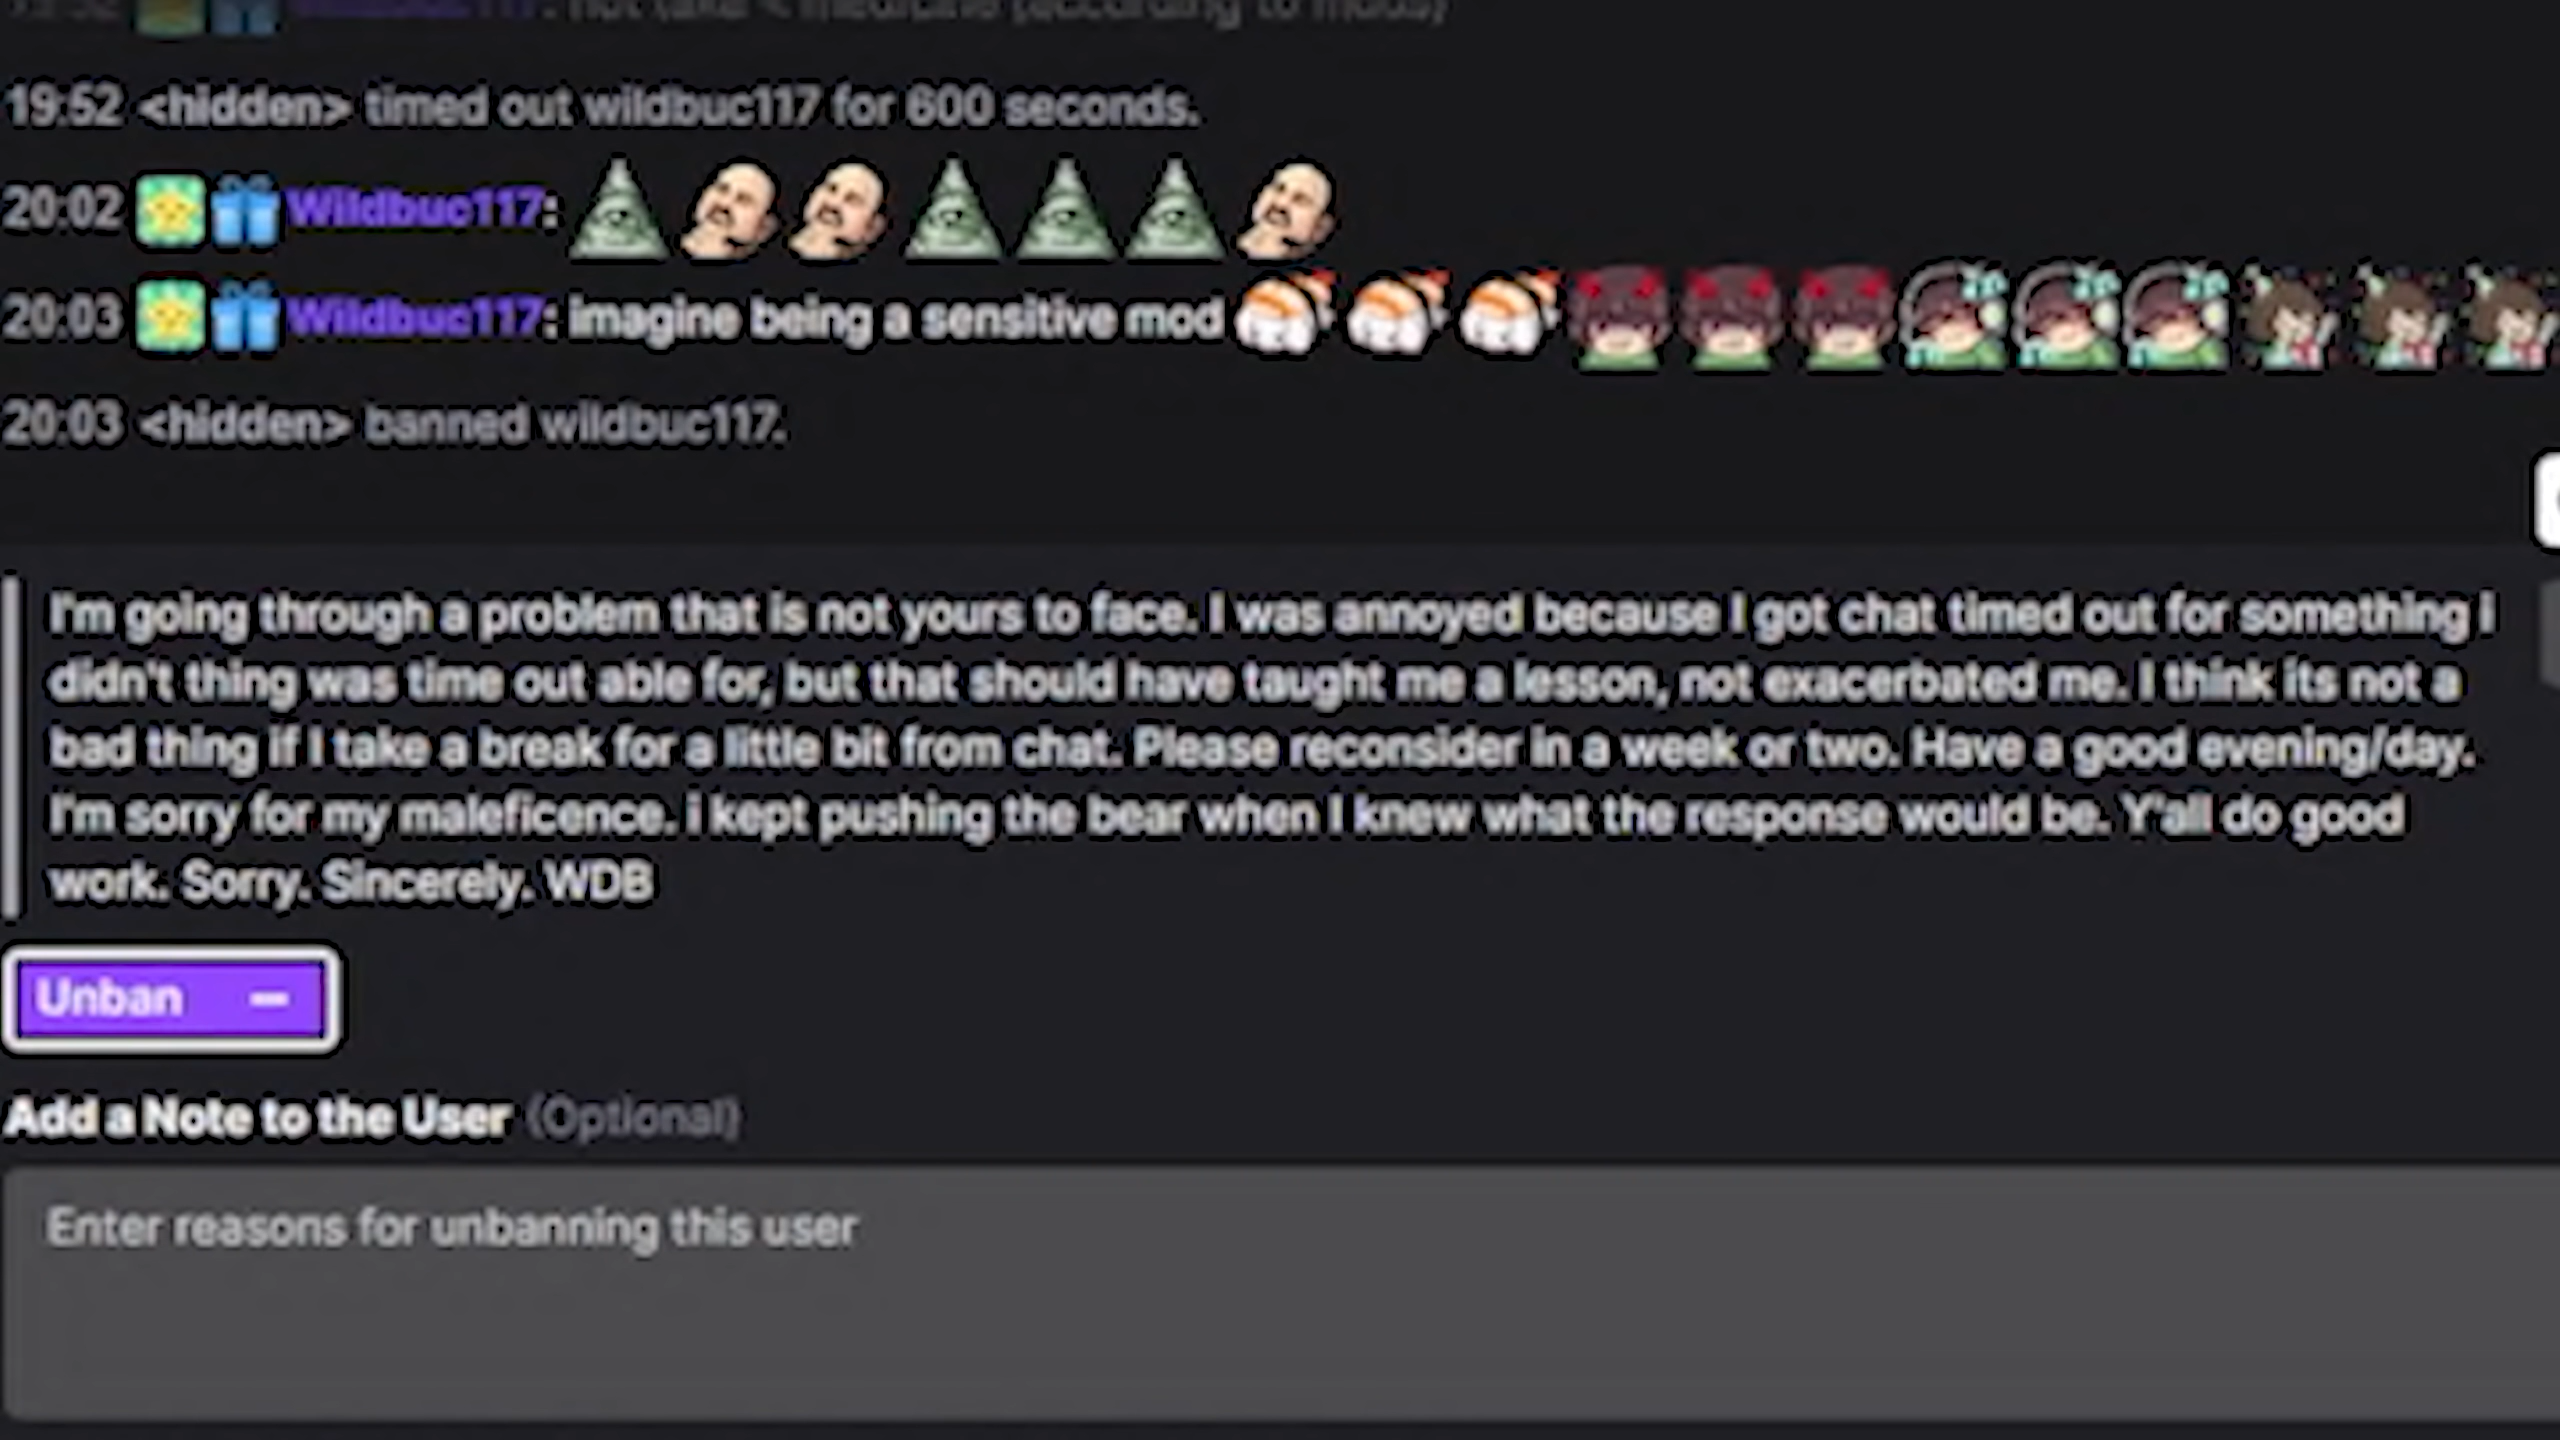 not take < medicine (according to mods)
19:52 <hidden> timed out wildbuc117 for 600 seconds.
20:02 Wildbuc117:
20:03 Wildbuc117: imagine being a sensitive mod
20:03 <hidden> banned wildbuc117.
I'm going through a problem that is not yours to face. I was annoyed because I got chat timed out for something i
didn't thing was time out able for, but that should have taught me a lesson, not exacerbated me. I think its not a
bad thing if I take a break for a little bit from chat. Please reconsider in a week or two. Have a good evening/day.
I'm sorry for my maleficence. i kept pushing the bear when I knew what the response would be. Y'all do good
work. Sorry. Sincerely. WDB
Unban
Add a Note to the User (Optional)
Enter reasons for unbanning this user